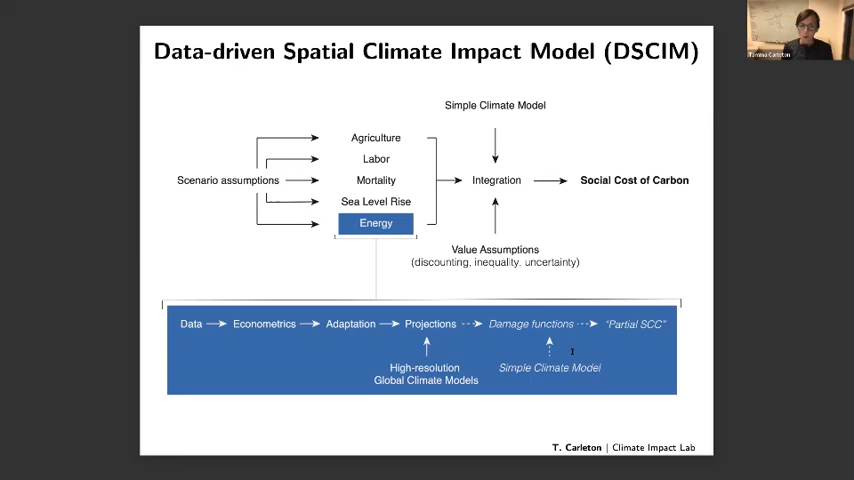 Data-driven Spatial Climate Impact Model (DSCIM)
Simple Climate Model
Agriculture
Labor
Scenario assumptions
Mortality
Integration
Social Cost of Carbon
Sea Level Rise
Energy
Value Assumptions
(discounting, inequality, uncertainty)
Data
Econometrics
Adaptation
Projections
Damage functions
"Partial SCC"
High-resolution
Global Climate Models
Simple Climate Model
T. Carleton | Climate Impact Lab
Tamma Carleton